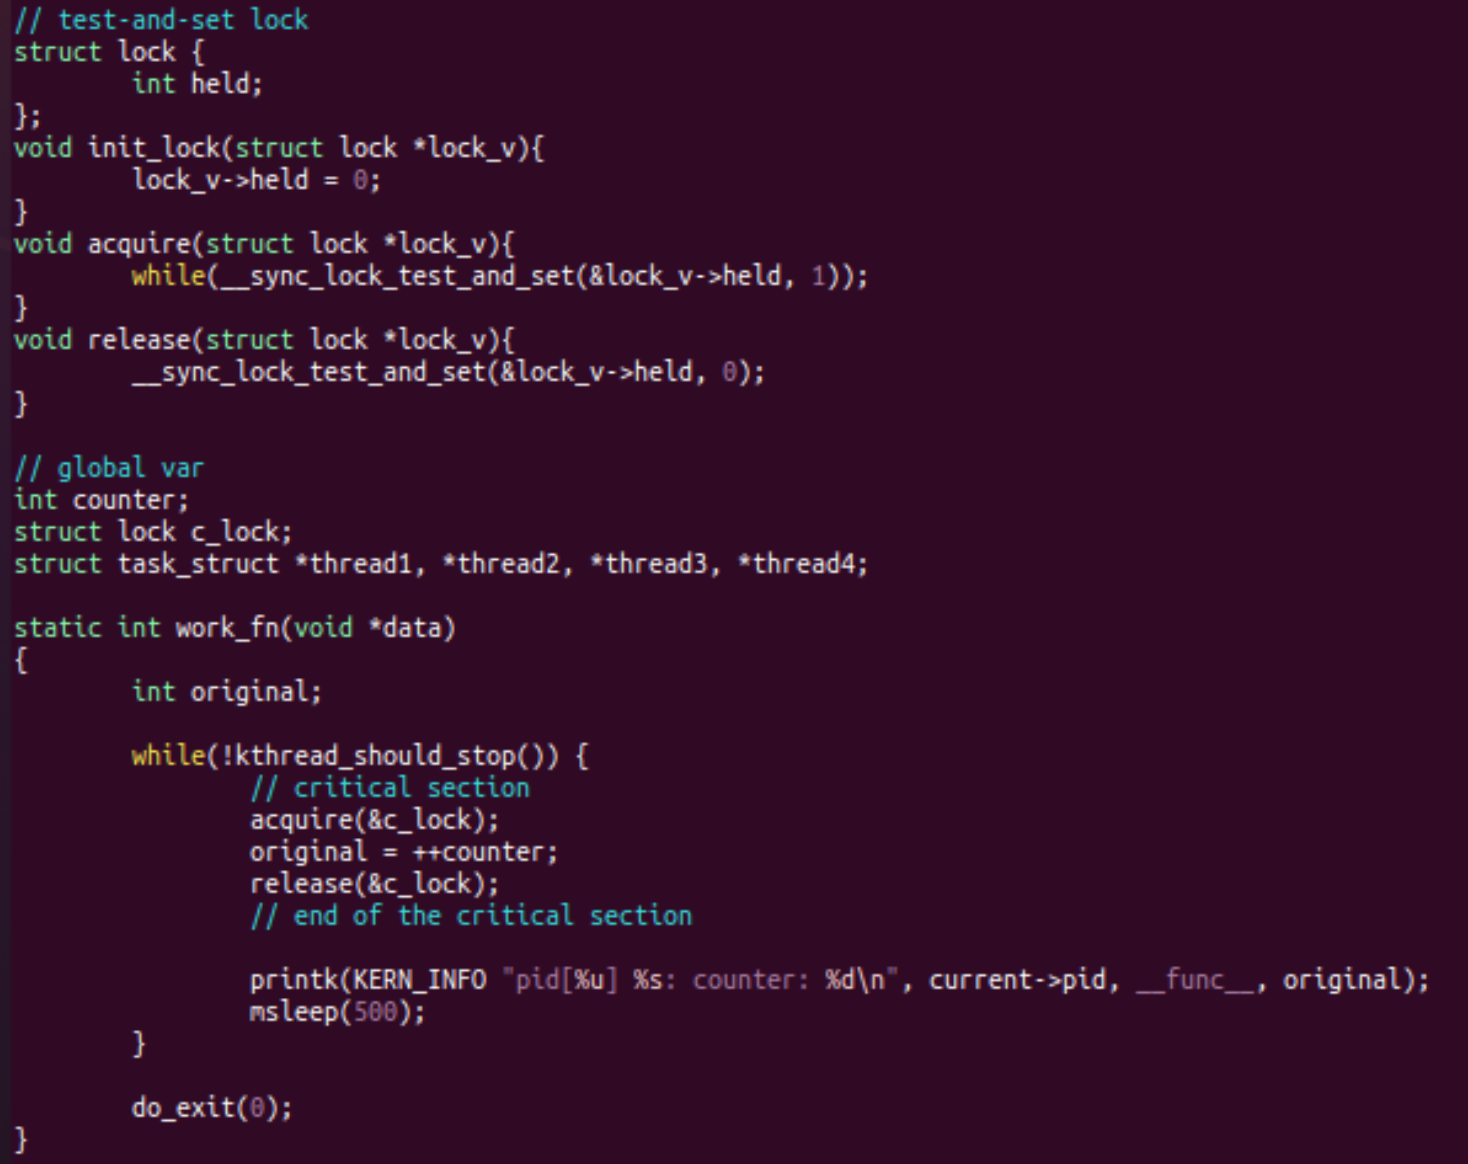 // test-and-set lock
struct lock {
        int held;
};
void init_lock(struct lock *lock_v){
        lock_v->held = 0;
}
void acquire(struct lock *lock_v){
        while(__sync_lock_test_and_set(&lock_v->held, 1));
}
void release(struct lock *lock_v){
        __sync_lock_test_and_set(&lock_v->held, 0);
}

// global var
int counter;
struct lock c_lock;
struct task_struct *thread1, *thread2, *thread3, *thread4;

static int work_fn(void *data)
{
        int original;

        while(!kthread_should_stop()) {
                // critical section
                acquire(&c_lock);
                original = ++counter;
                release(&c_lock);
                // end of the critical section

                printk(KERN_INFO "pid[%u] %s: counter: %d\n", current->pid, __func__, original);
                msleep(500);
        }

        do_exit(0);
}